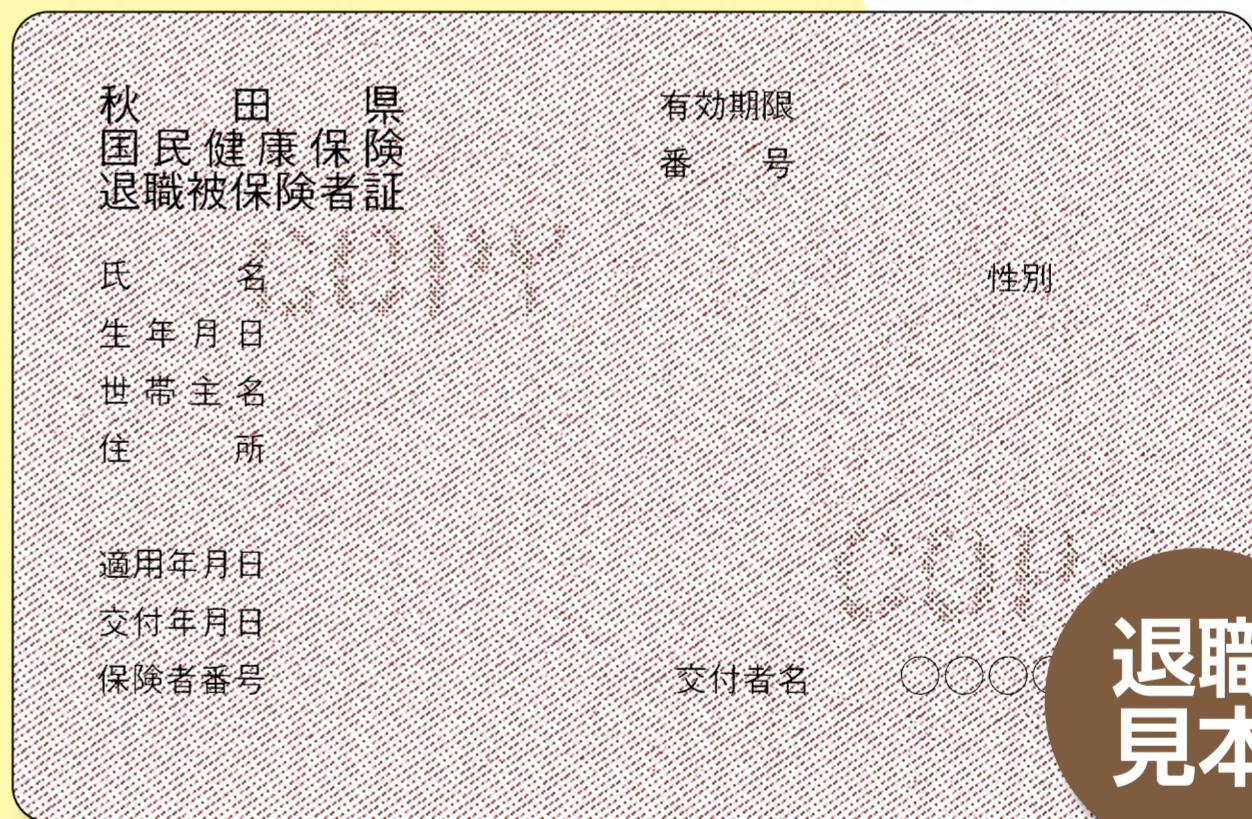 秋田県
国民健康保険
退職被保険者証
有効期限
番号
COPY
氏名
性別
生年月日
世帯主名
住所
COPY
適用年月日
交付年月日
保険者番号
交付者名 ○○○○
退職
見本